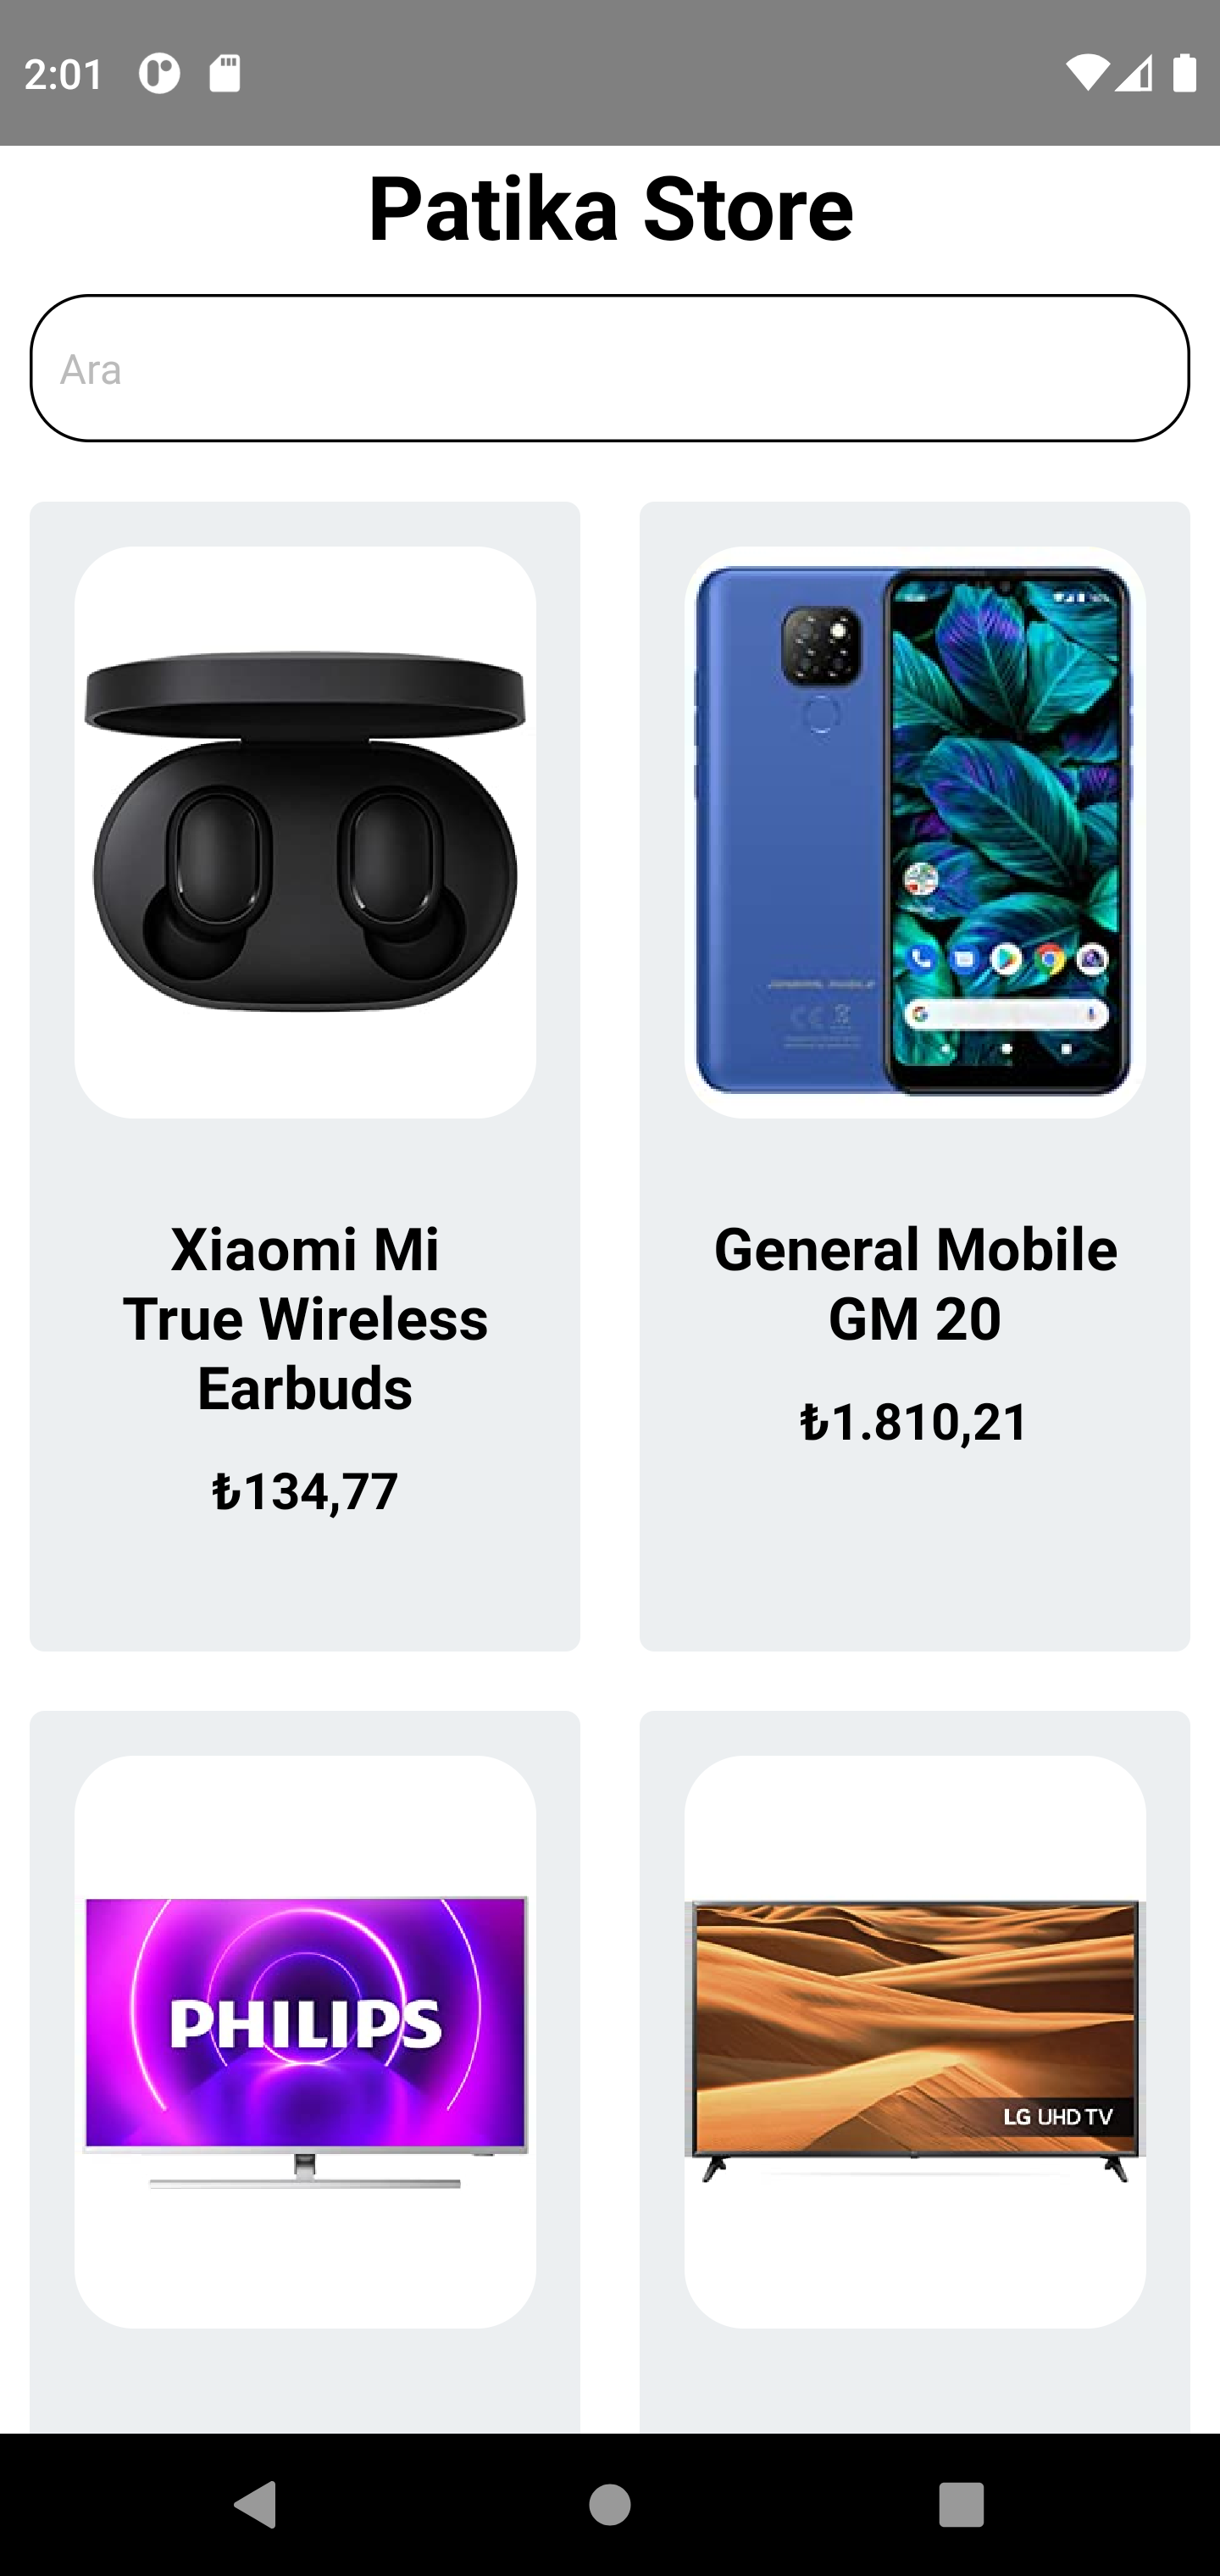 2:01
Patika Store
Ara
Xiaomi Mi
True Wireless
Earbuds
₺134,77
General Mobile
GM 20
₺1.810,21
PHILIPS
LG UHD TV